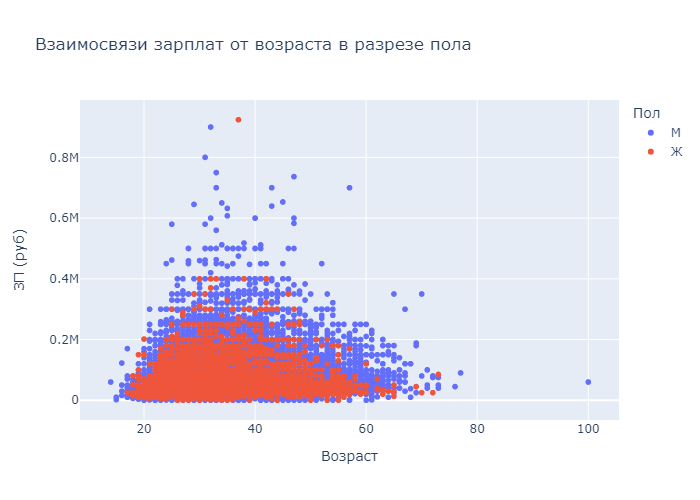 Взаимосвязи зарплат от возраста в разрезе пола
Пол
М
Ж
0.8M
0.6M
0.4M
0.2M
0
ЗП (руб)
20 40 60 80 100
Возраст